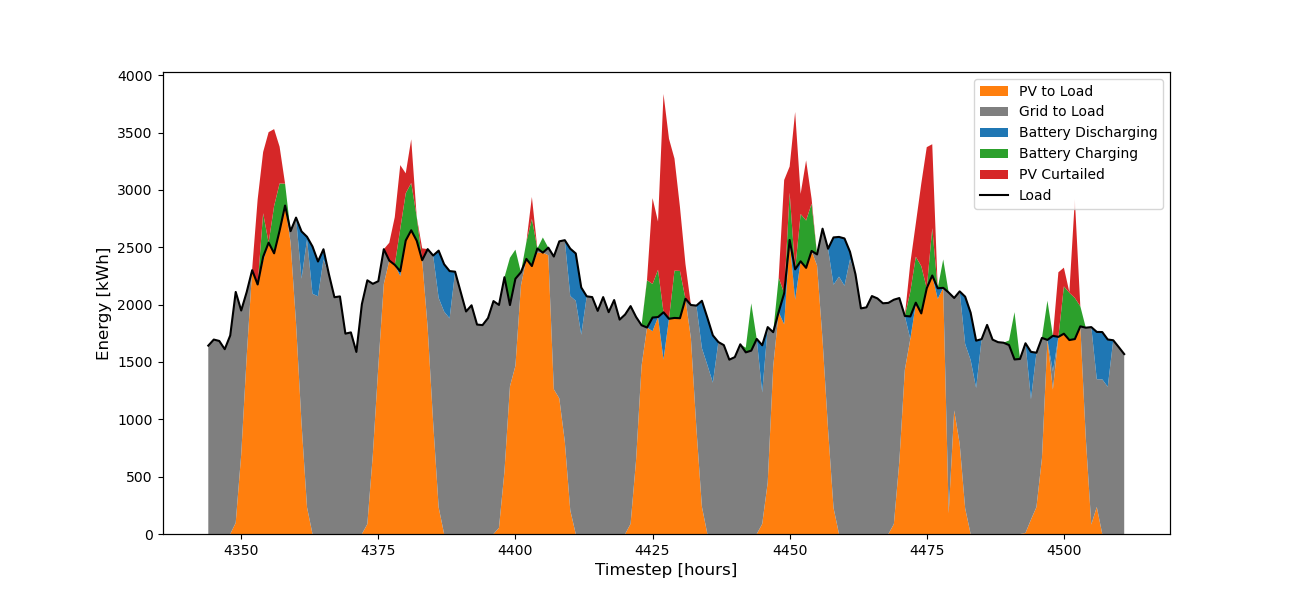 4000
3500
3000
2500
2000
1500
1000
500
0
Energy [kWh]
PV to Load
Grid to Load
Battery Discharging
Battery Charging
PV Curtailed
Load
4350 4375 4400 4425 4450 4475 4500
Timestep [hours]